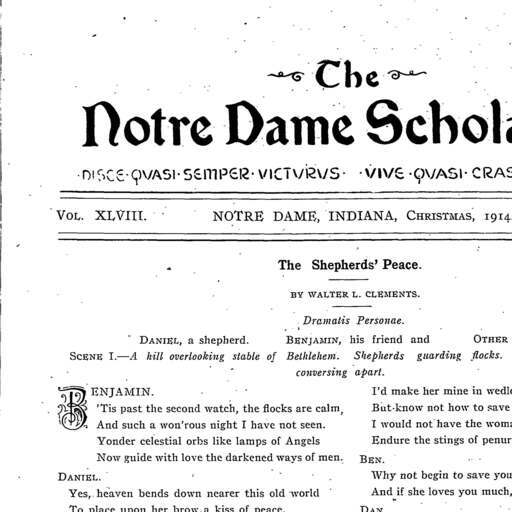 The
Notre Dame
DISCE·QVASI·SEMPER·VICTVRVS· ·VIVE·QVASI·CRAS
VOL. XLVIII. NOTRE DAME, INDIANA, CHRISTMAS, 1914
The Shepherds' Peace.
BY WALTER L. CLEMENTS.
Dramatis Personae.
DANIEL, a shepherd. BENJAMIN, his friend and OTHER
SCENE I.—A hill overlooking stable of Bethlehem. Shepherds guarding flocks.
conversing apart.
BENJAMIN.
'Tis past the second watch, the flocks are calm,
And such a won'rous night I have not seen.
Yonder celestial orbs like lamps of Angels
Now guide with love the darkened ways of men.
DANIEL.
Yes, heaven bends down nearer this old world
To place upon her brow a kiss of peace.
I'd make her mine in
But know not how to save
I would not have the
Endure the stings of
BEN.
Why not begin to save
And if she loves you much,
DAN.